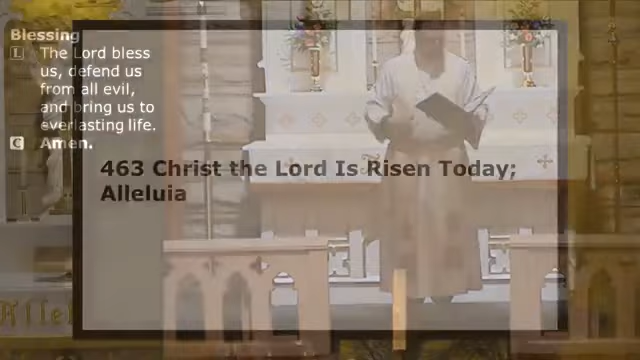 Blessing
L The Lord bless
us, defend us
from all evil,
and bring us to
everlasting life.
C Amen.
463 Christ the Lord Is Risen Today;
Alleluia
Alle